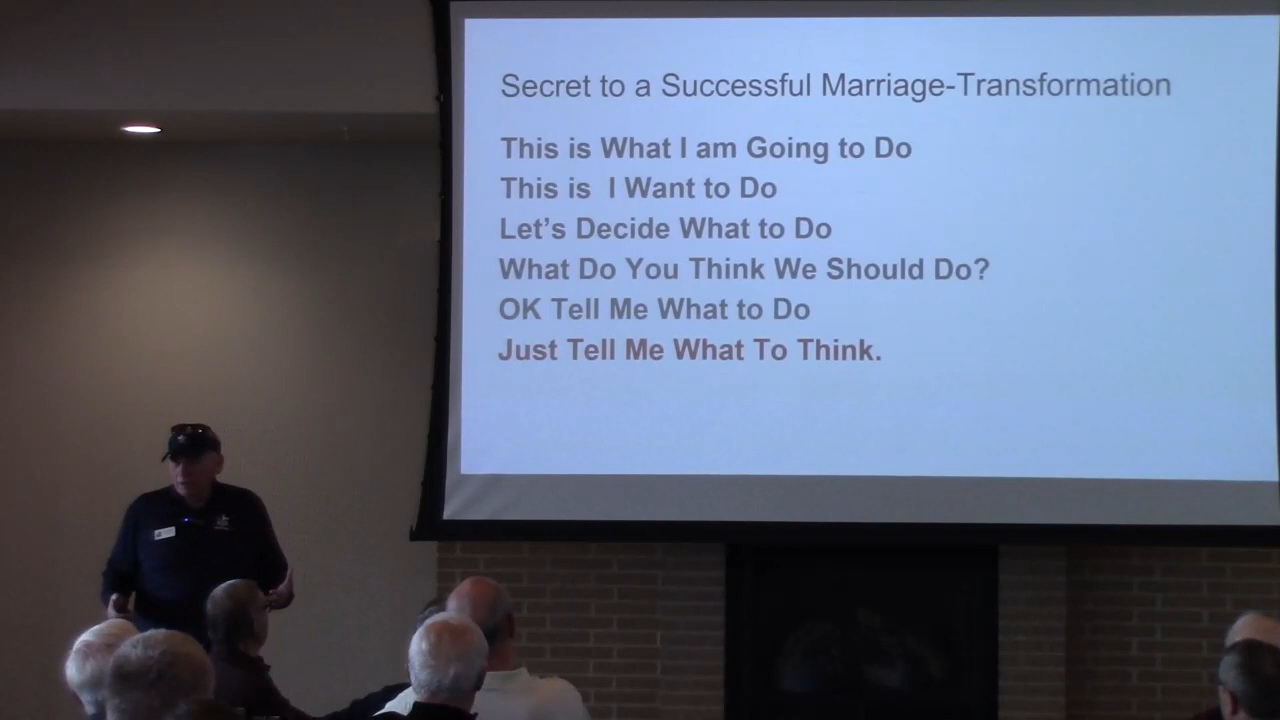 Secret to a Successful Marriage-Transformation
This is What I am Going to Do
This is  I Want to Do
Let’s Decide What to Do
What Do You Think We Should Do?
OK Tell Me What to Do
Just Tell Me What To Think.